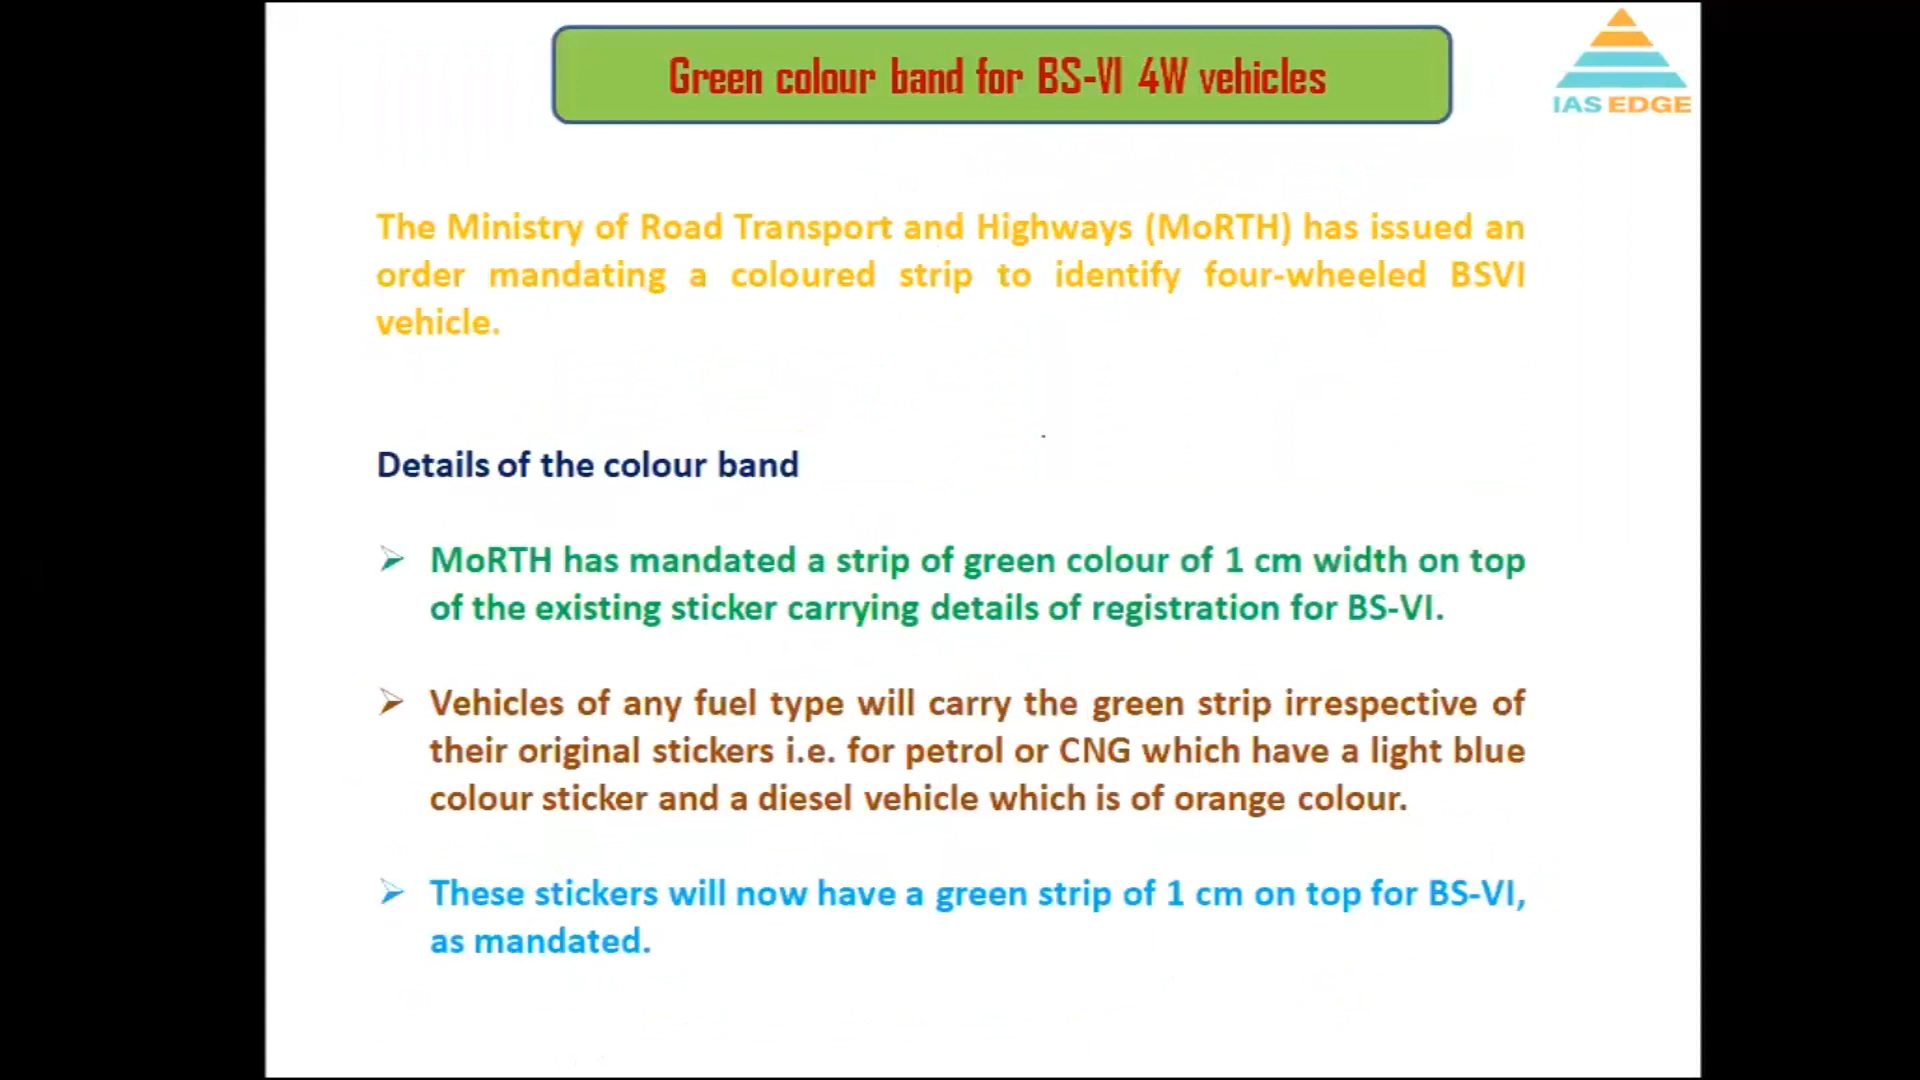 Green colour band for BS-VI 4W vehicles
IAS EDGE
The Ministry of Road Transport and Highways (MoRTH) has issued an
order mandating a coloured strip to identify four-wheeled BSVI
vehicle.
Details of the colour band
➢ MoRTH has mandated a strip of green colour of 1 cm width on top
of the existing sticker carrying details of registration for BS-VI.
➢ Vehicles of any fuel type will carry the green strip irrespective of
their original stickers i.e. for petrol or CNG which have a light blue
colour sticker and a diesel vehicle which is of orange colour.
➢ These stickers will now have a green strip of 1 cm on top for BS-VI,
as mandated.